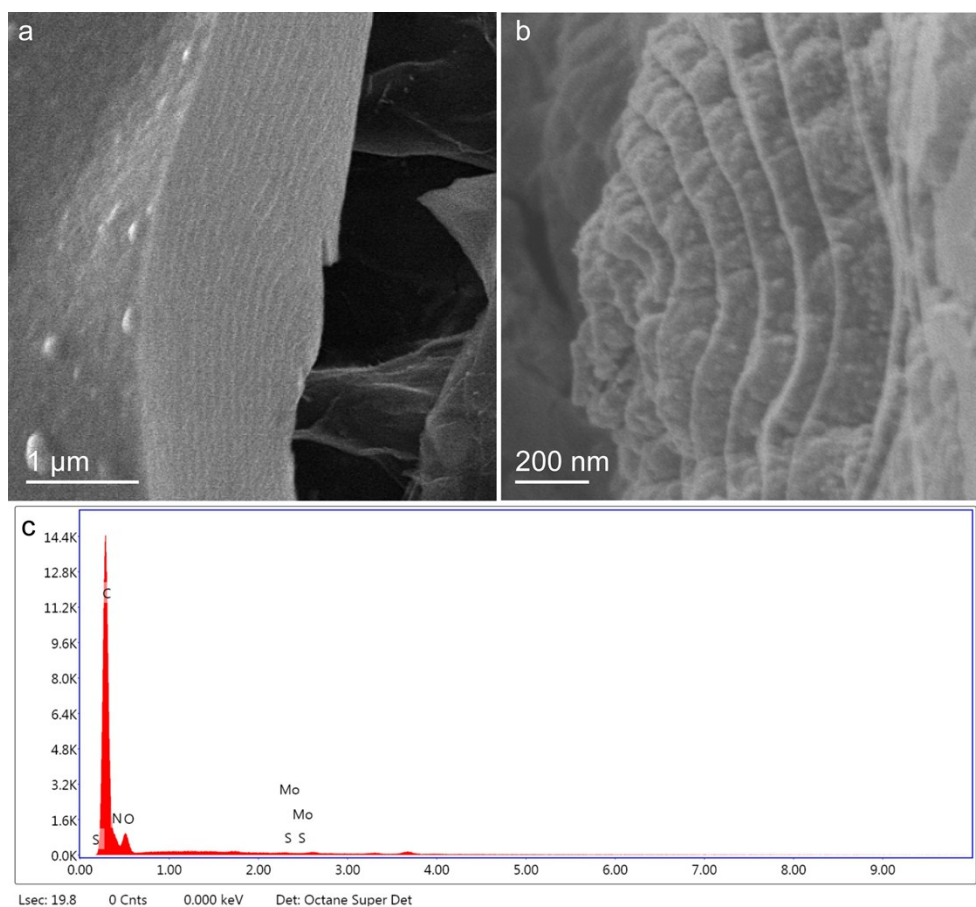 a
b
1 μm
200 nm
c
14.4K
12.8K
11.2K
9.6K
8.0K
6.4K
4.8K
3.2K
1.6K
0.0K
C
S
N O
Mo
Mo
S S
0.00 1.00 2.00 3.00 4.00 5.00 6.00 7.00 8.00 9.00
Lsec: 19.8 0 Cnts 0.000 keV Det: Octane Super Det